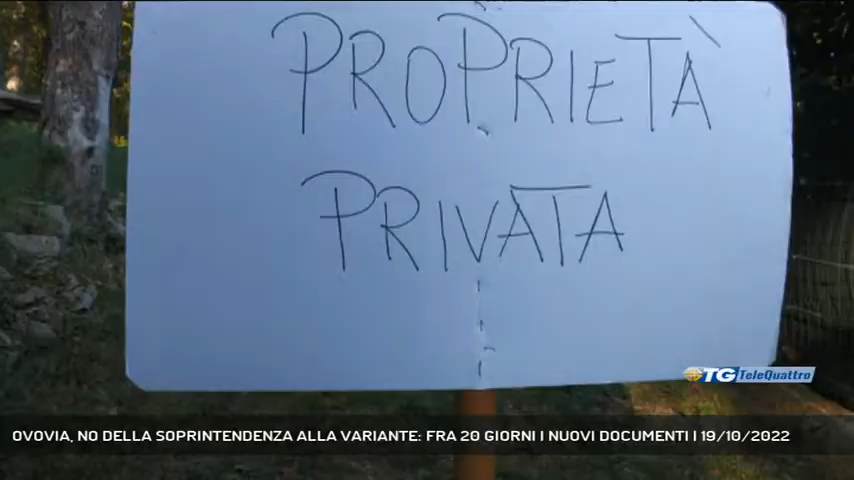 PROPRIETÀ
PRIVATA
TG TeleQuattro
OVOVIA, NO DELLA SOPRINTENDENZA ALLA VARIANTE: FRA 20 GIORNI I NUOVI DOCUMENTI | 19/10/2022